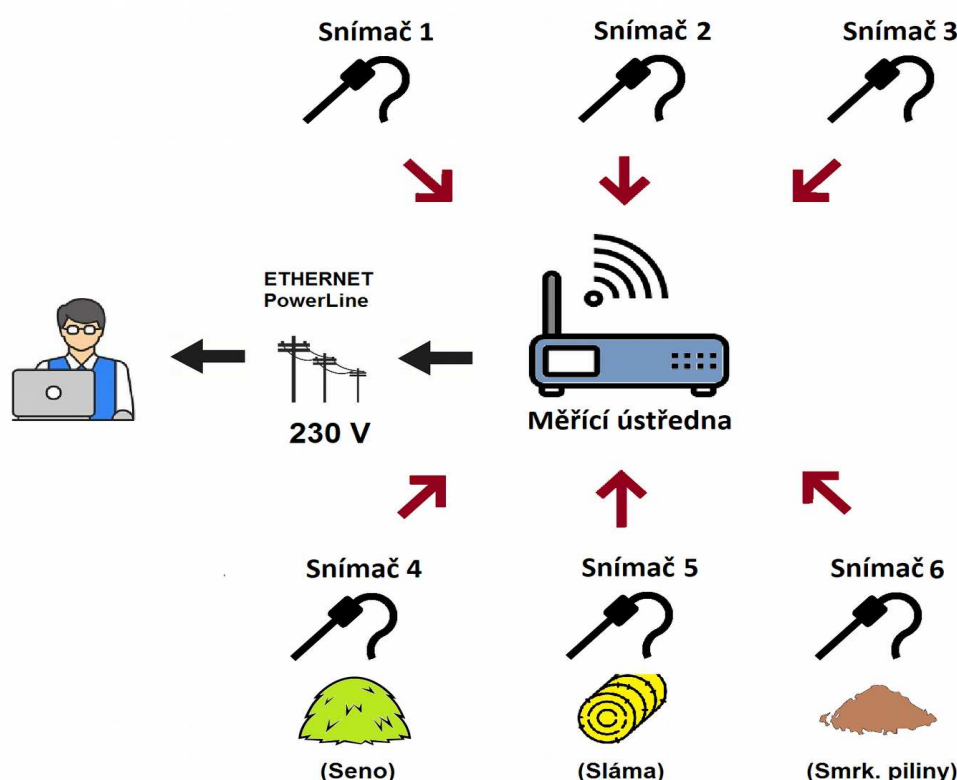 Snímač 1
Snímač 2
Snímač 3
ETHERNET
PowerLine
230 V
Měřící ústředna
Snímač 4
Snímač 5
Snímač 6
(Seno)
(Sláma)
(Smrk. piliny)